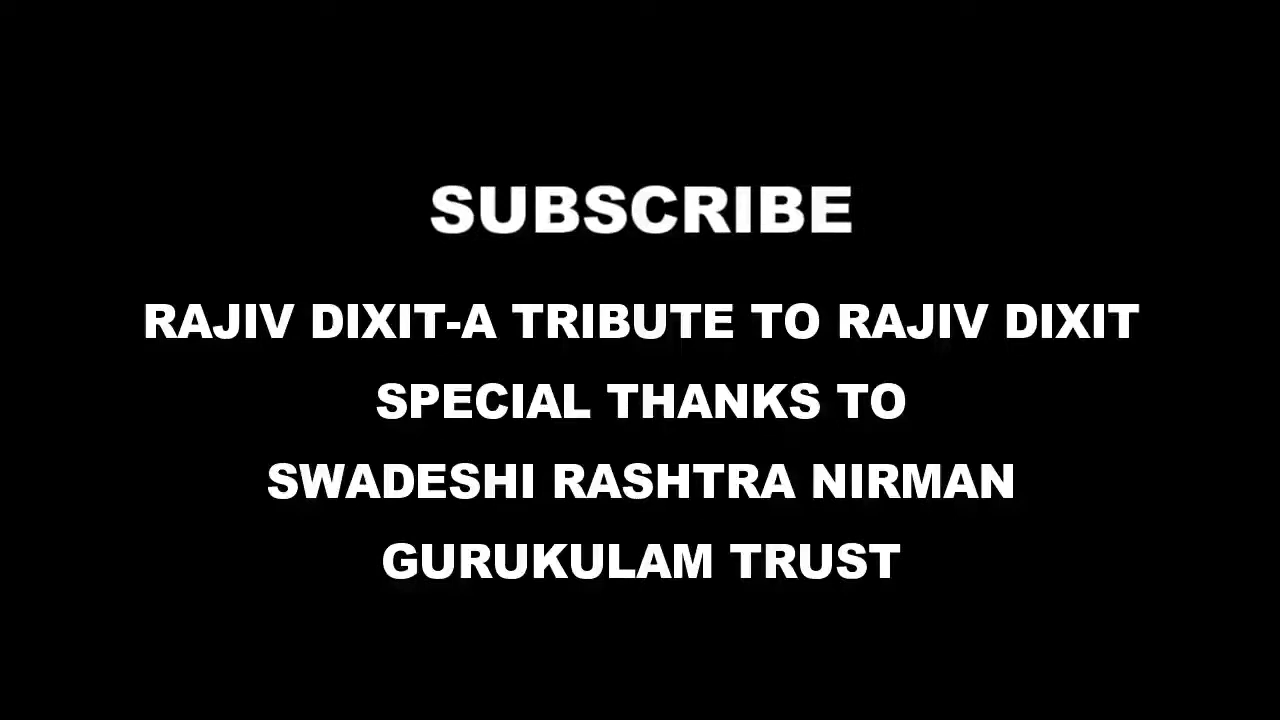 SUBSCRIBE
RAJIV DIXIT-A TRIBUTE TO RAJIV DIXIT
SPECIAL THANKS TO
SWADESHI RASHTRA NIRMAN
GURUKULAM TRUST